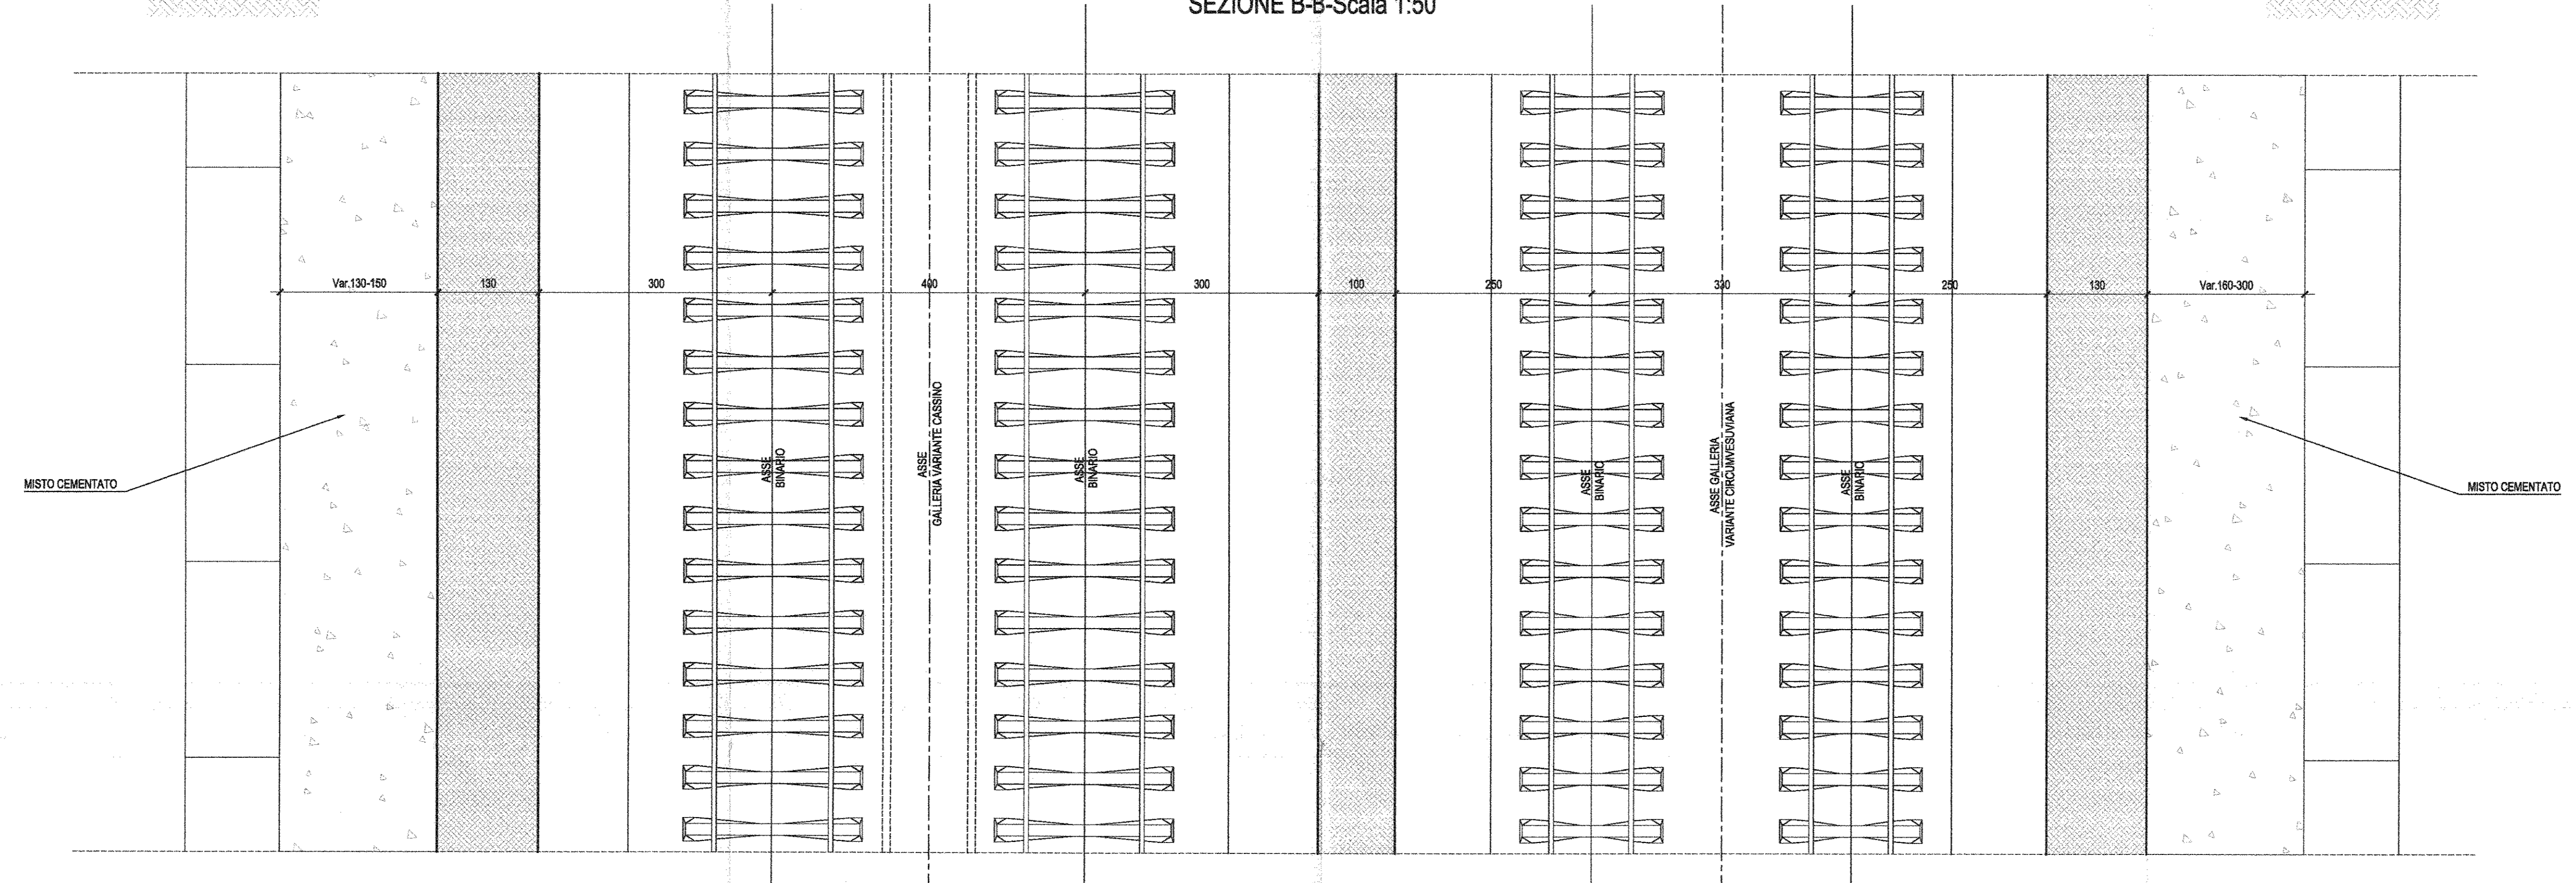 SEZIONE B-B-Scala 1:50
Var.130-150
130
300
400
300
100
250
330
250
130
Var.160-300
MISTO CEMENTATO
ASSE
BINARIO
ASSE
GALLERIA VARIANTE CASSINO
ASSE
BINARIO
ASSE
BINARIO
ASSE GALLERIA
VARIANTE CIRCUMVESUVIANA
ASSE
BINARIO
MISTO CEMENTATO